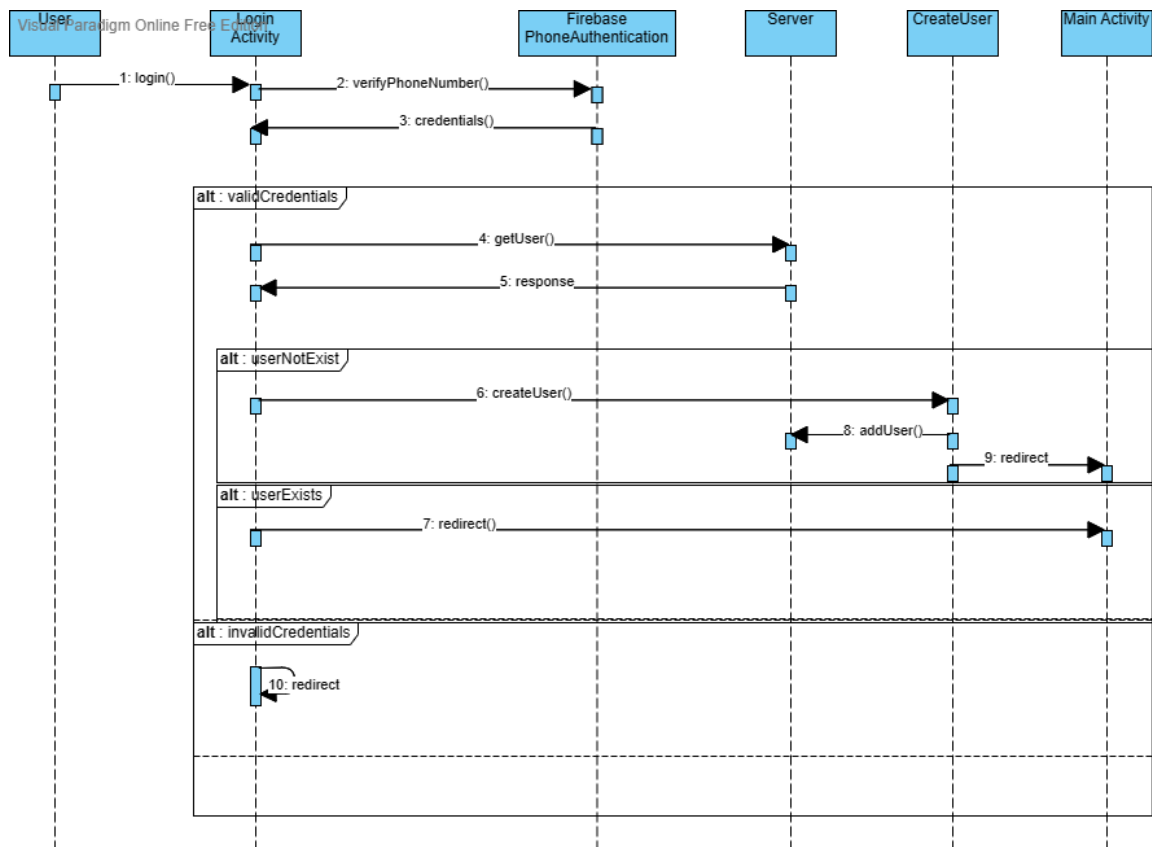 User
Login
Activity
Firebase
PhoneAuthentication
Server
CreateUser
Main Activity
Visual Paradigm Online Free Edition
1: login()
2: verifyPhoneNumber()
3: credentials()
alt : validCredentials
4: getUser()
5: response
alt : userNotExist
6: createUser()
8: addUser()
9: redirect
alt : userExists
7: redirect()
alt : invalidCredentials
10: redirect